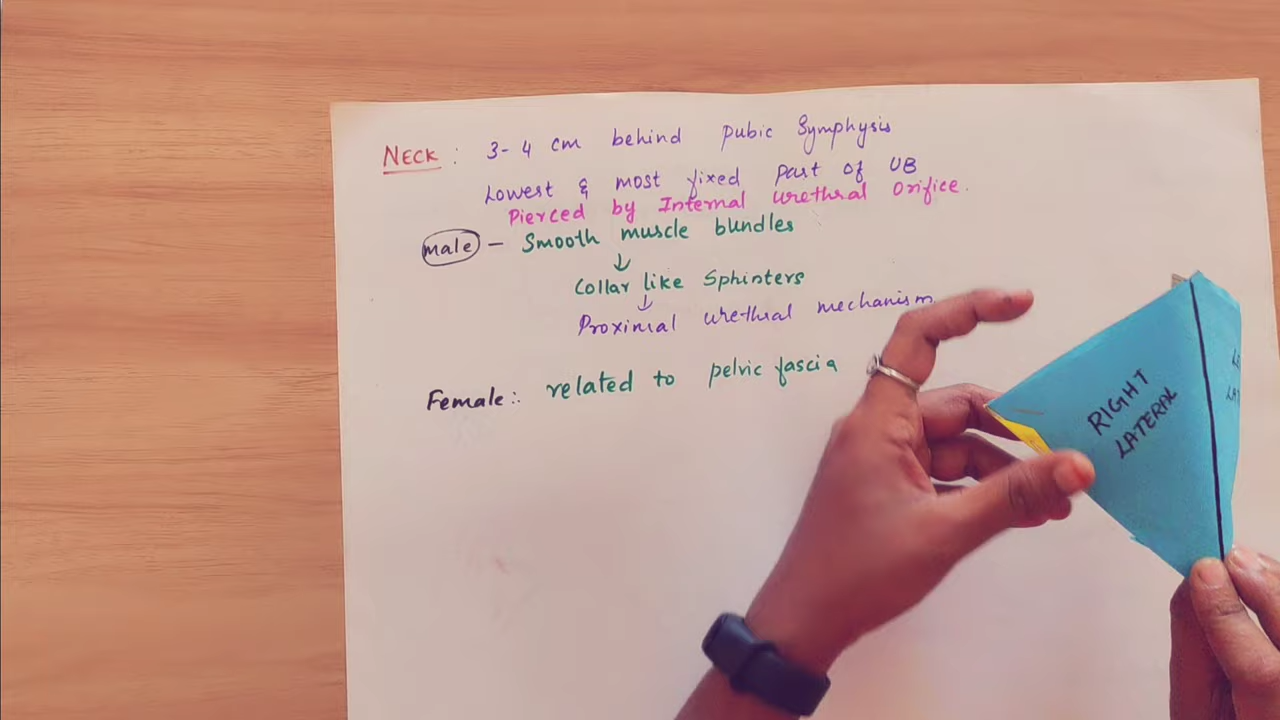 NECK : 3-4 cm behind pubic Symphysis
Lowest & most fixed part of UB
Pierced by Internal urethral Orifice.
male - Smooth muscle bundles
↓
Collar like Sphinters
↓
Proximal urethral mechanism
Female:- related to pelvic fascia
RIGHT
LATERAL